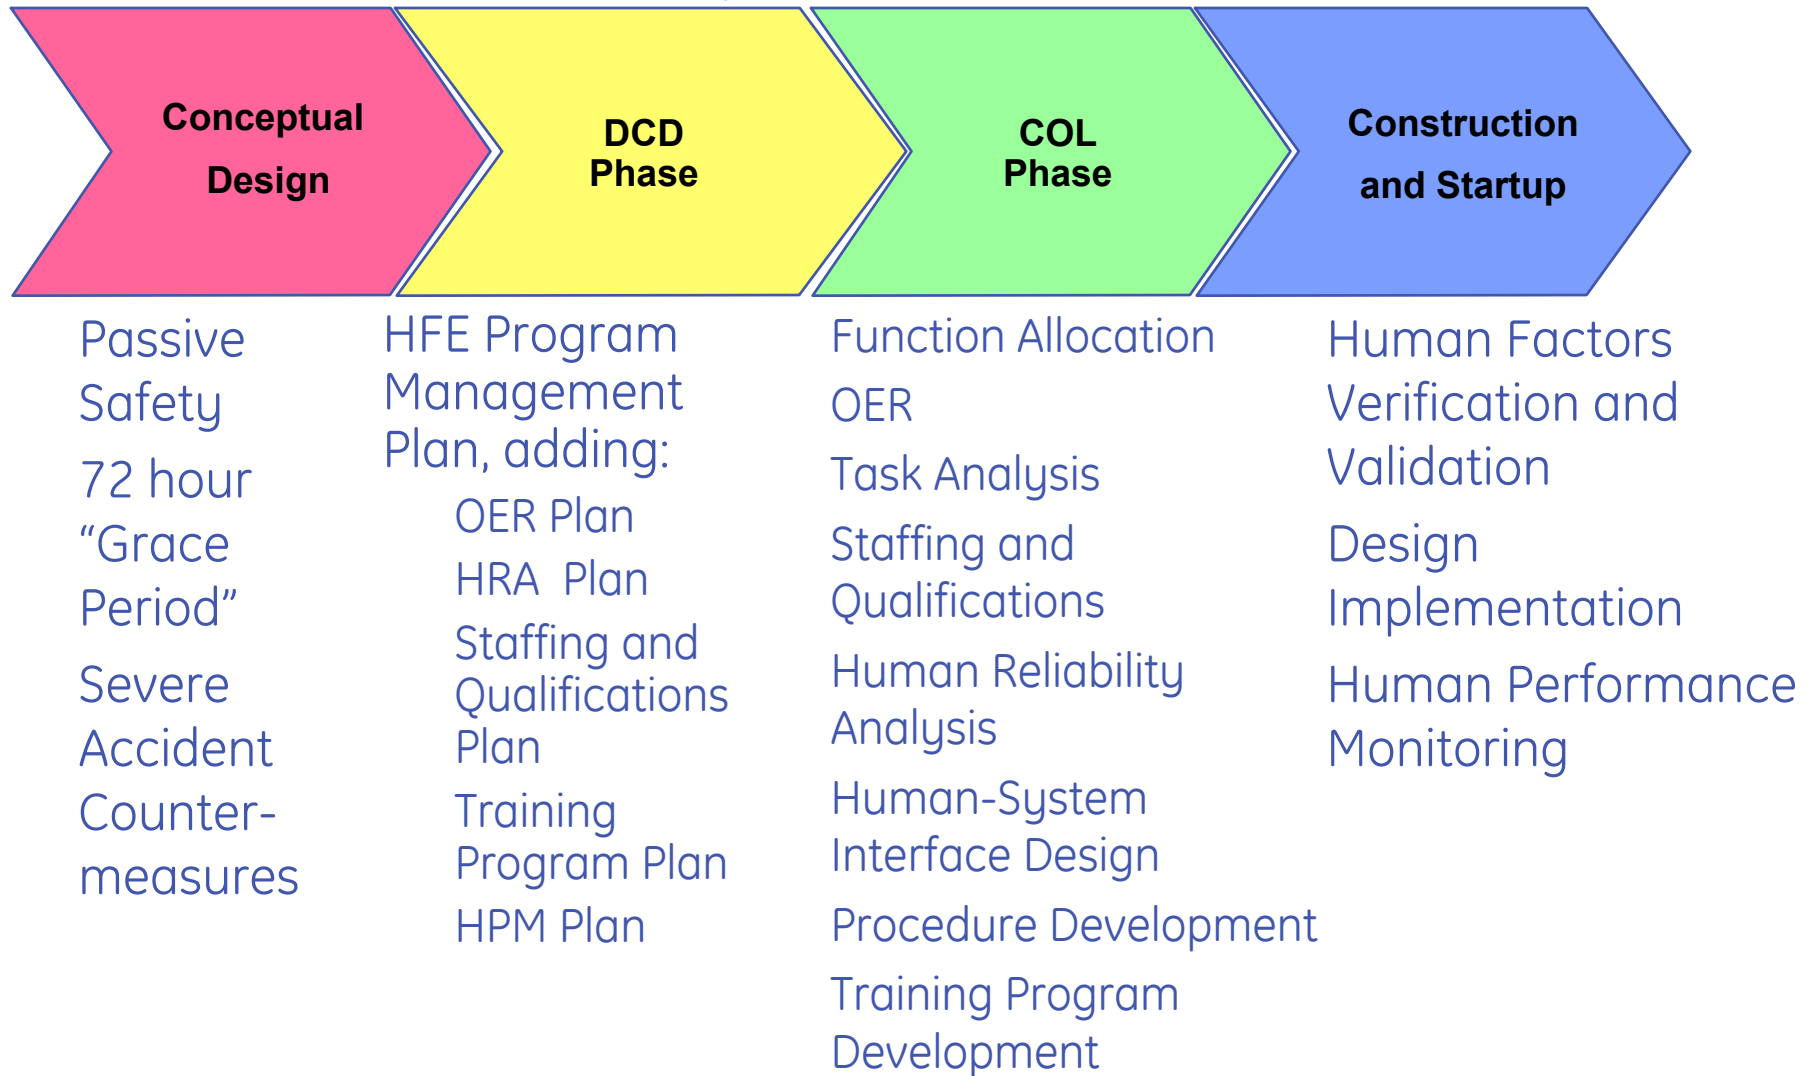 Conceptual
Design
DCD
Phase
COL
Phase
Construction
and Startup
Passive
Safety
72 hour
“Grace
Period”
Severe
Accident
Counter-
measures
HFE Program
Management
Plan, adding:
OER Plan
HRA Plan
Staffing and
Qualifications
Plan
Training
Program Plan
HPM Plan
Function Allocation
OER
Task Analysis
Staffing and
Qualifications
Human Reliability
Analysis
Human-System
Interface Design
Procedure Development
Training Program
Development
Human Factors
Verification and
Validation
Design
Implementation
Human Performance
Monitoring